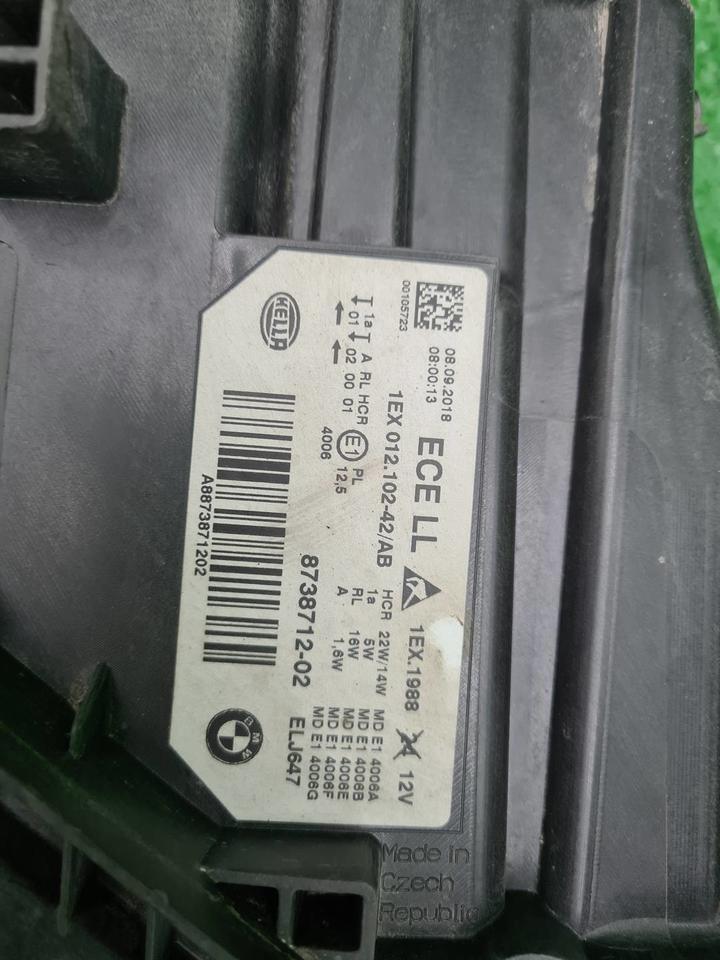 08.09.2018
08:00:13
00105723
ECE LL
1EX.1988
12V
1EX 012.102-42/AB
HCR 22W/14W
1a 5W
RL 16W
A 1,6W
MD E1 4006A
MD E1 4006B
MD E1 4006E
MD E1 4006F
MD E1 4006G
1a A RL HCR E1 PL
01 02 00 01 12,5
4006
HELLA
8738712-02
ELJ647
A8873871202
BMW
Made in
Czech
Republic